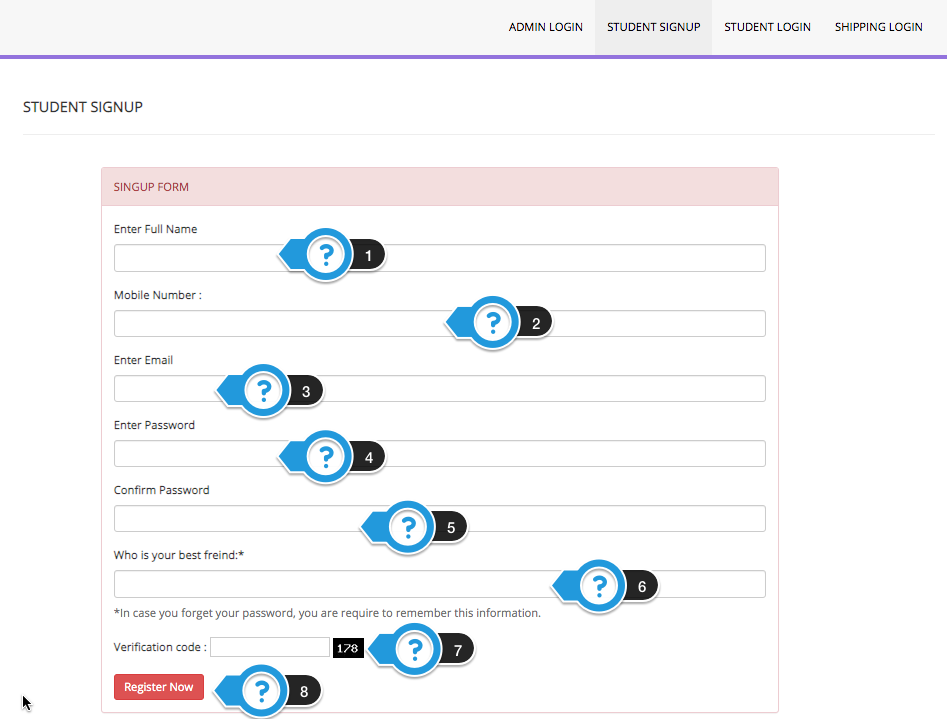 ADMIN LOGIN STUDENT SIGNUP STUDENT LOGIN SHIPPING LOGIN
STUDENT SIGNUP
SINGUP FORM
Enter Full Name
? 1
Mobile Number :
? 2
Enter Email
? 3
Enter Password
? 4
Confirm Password
? 5
Who is your best freind:*
? 6
*In case you forget your password, you are require to remember this information.
Verification code : 178 ? 7
Register Now ? 8